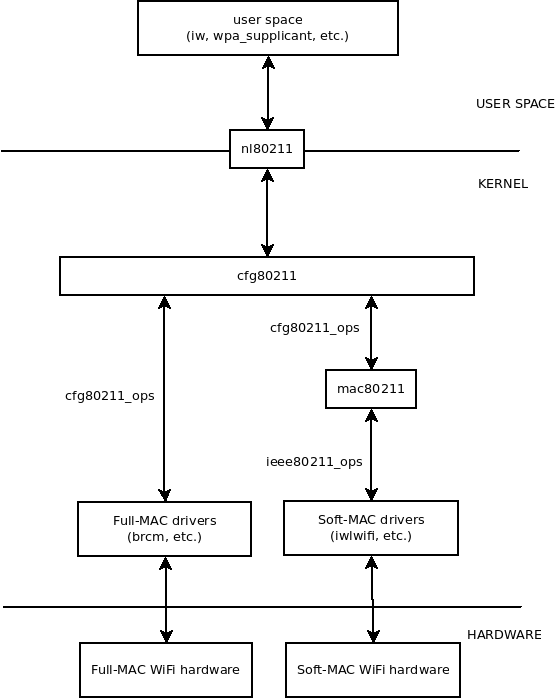 user space
(iw, wpa_supplicant, etc.)
USER SPACE
nl80211
KERNEL
cfg80211
cfg80211_ops
mac80211
cfg80211_ops
ieee80211_ops
Full-MAC drivers
(brcm, etc.)
Soft-MAC drivers
(iwlwifi, etc.)
HARDWARE
Full-MAC WiFi hardware
Soft-MAC WiFi hardware